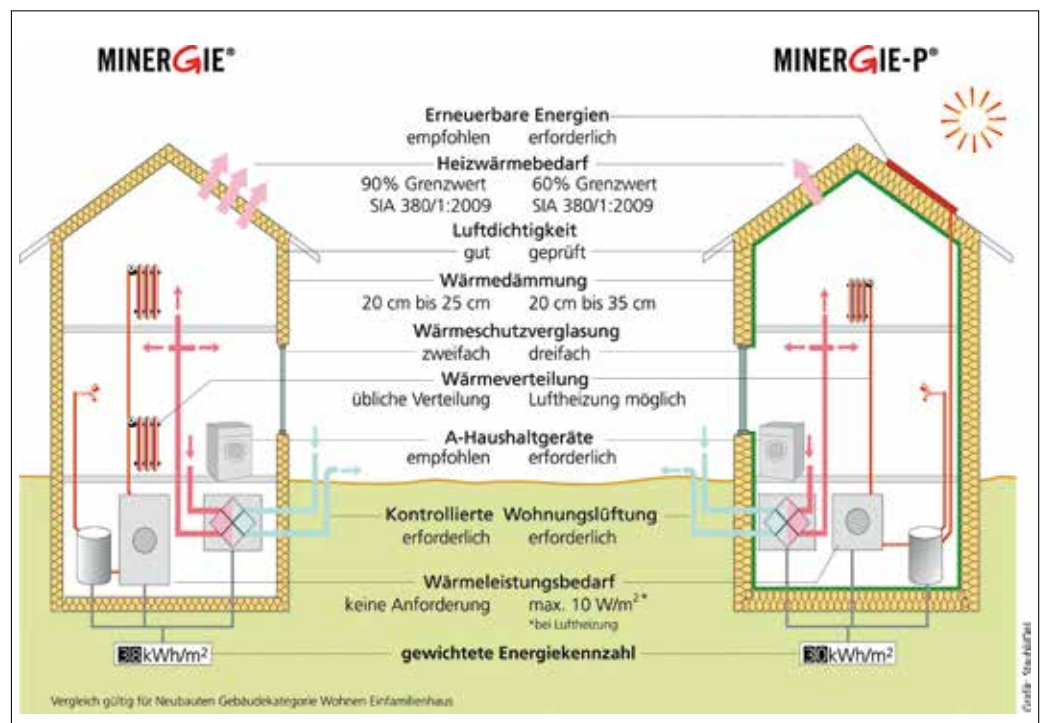 MINERGIE® MINERGIE-P®
Erneuerbare Energien
empfohlen erforderlich
Heizwärmebedarf
90% Grenzwert 60% Grenzwert
SIA 380/1:2009 SIA 380/1:2009
Luftdichtigkeit
gut geprüft
Wärmedämmung
20 cm bis 25 cm 20 cm bis 35 cm
Wärmeschutzverglasung
zweifach dreifach
Wärmeverteilung
übliche Verteilung Luftheizung möglich
A-Haushaltgeräte
empfohlen erforderlich
Kontrollierte Wohnungslüftung
erforderlich erforderlich
Wärmeleistungsbedarf
keine Anforderung max. 10 W/m²*
*bei Luftheizung
38 kWh/m² gewichtete Energiekennzahl 30 kWh/m²
Vergleich gültig für Neubauten Gebäudekategorie Wohnen Einfamilienhaus
Grafik: